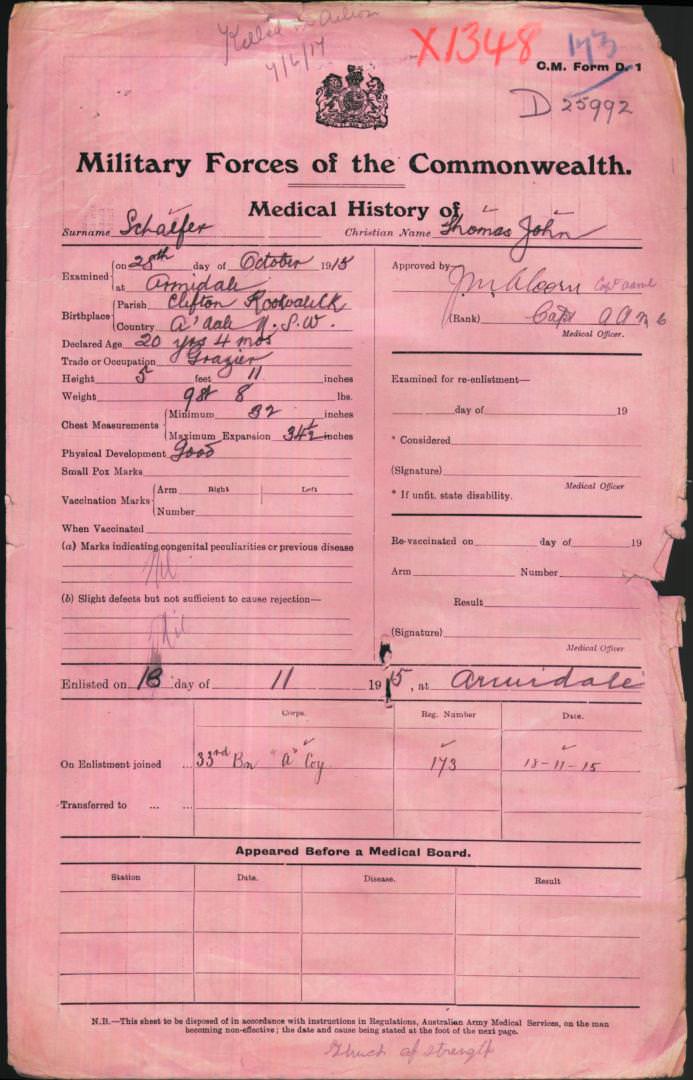 Killed in Action
7/6/17
X1348
173
C.M. Form D. 1
D 25992
Military Forces of the Commonwealth.
Medical History of
Surname Schaefer Christian Name Thomas John
Examined on 28th day of October 1915
at Armidale
Birthplace Parish Clifton
Country A'dale N.S.W.
Declared Age 20 yrs 4 mos
Trade or Occupation Grazier
Height 5 feet 11 inches
Weight 9st 8 lbs.
Chest Measurements Minimum 32 inches
Maximum Expansion 34½ inches
Physical Development Good
Small Pox Marks
Vaccination Marks Arm Right Left
Number
When Vaccinated
(a) Marks indicating congenital peculiarities or previous disease
Nil
(b) Slight defects but not sufficient to cause rejection—
Nil
Approved by Capt aamc
(Rank) Capt A A M C
Medical Officer.
Examined for re-enlistment—
day of 19
* Considered
(Signature)
Medical Officer
* If unfit. state disability.
Re-vaccinated on day of 19
Arm Number
Result
(Signature)
Medical Officer
Enlisted on 18 day of 11 1915, at Armidale
Corps. Reg. Number Date.
On Enlistment joined ... 33rd Bn "A" Coy 173 18-11-15
Transferred to ... ...
Appeared Before a Medical Board.
Station Date. Disease. Result
N.B.—This sheet to be disposed of in accordance with instructions in Regulations, Australian Army Medical Services, on the man
becoming non-effective; the date and cause being stated at the foot of the next page.
Struck of strength